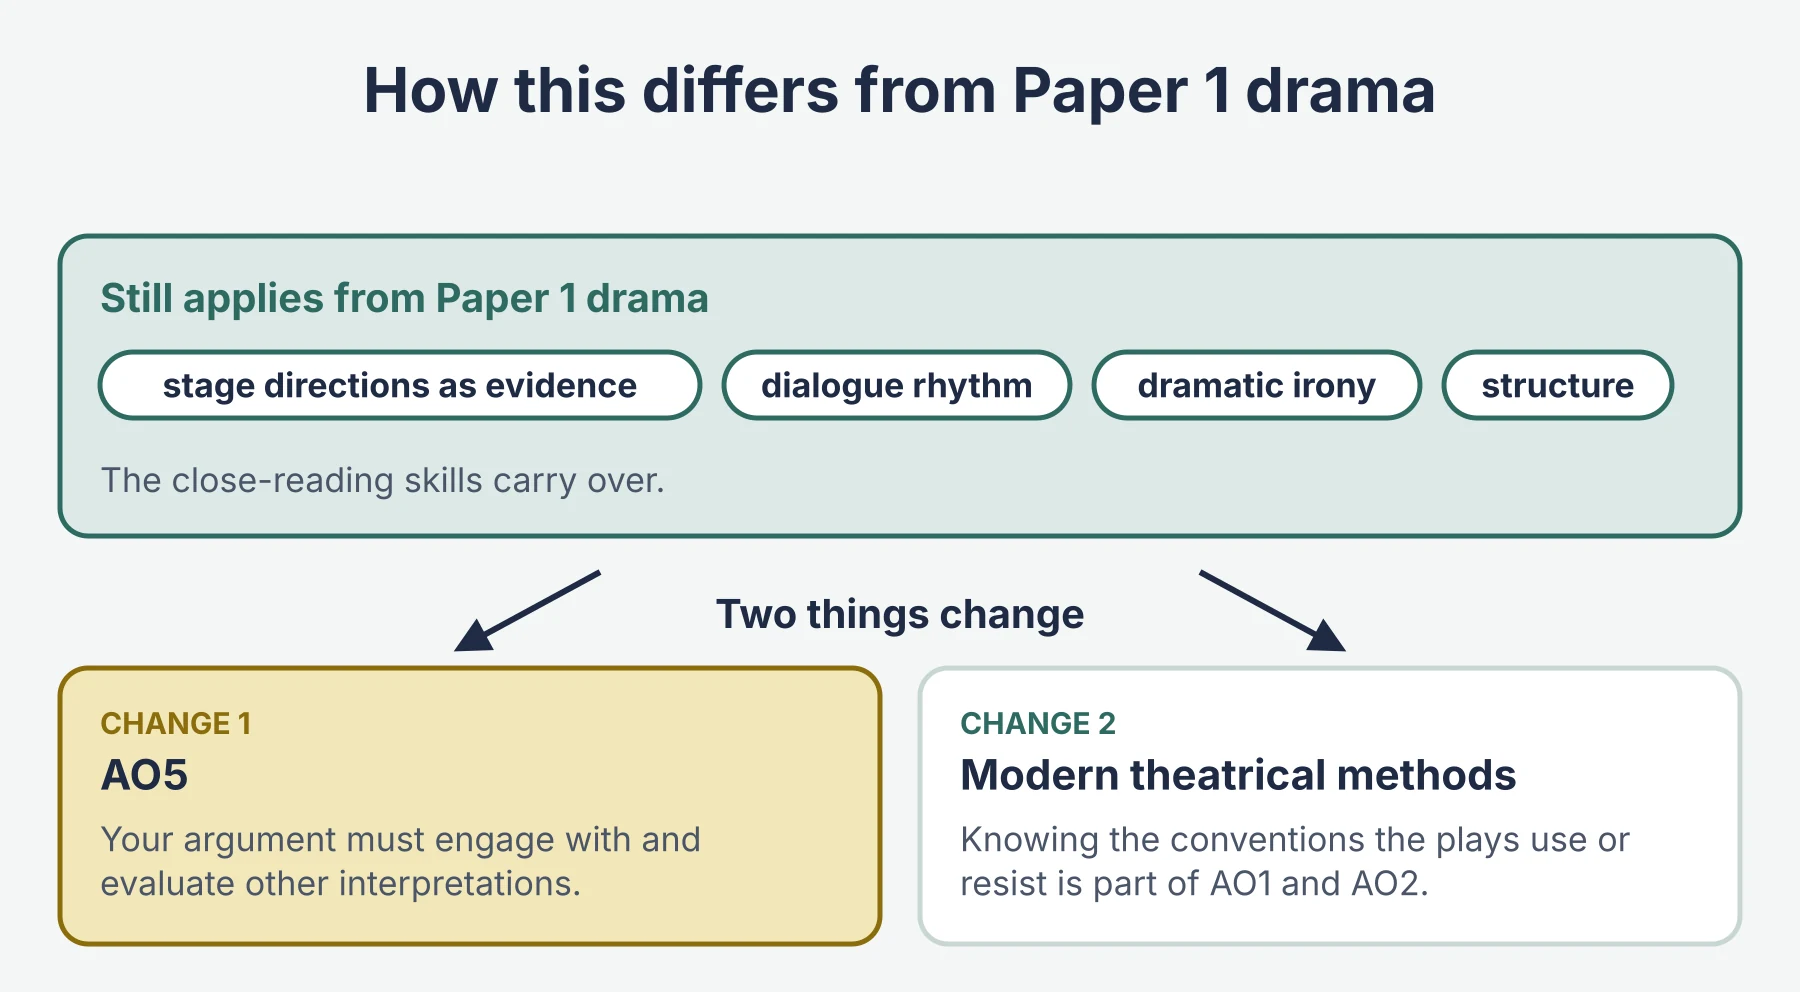 How this differs from Paper 1 drama
Still applies from Paper 1 drama
stage directions as evidence
dialogue rhythm
dramatic irony
structure
The close-reading skills carry over.
Two things change
CHANGE 1
AO5
Your argument must engage with and
evaluate other interpretations.
CHANGE 2
Modern theatrical methods
Knowing the conventions the plays use or
resist is part of AO1 and AO2.